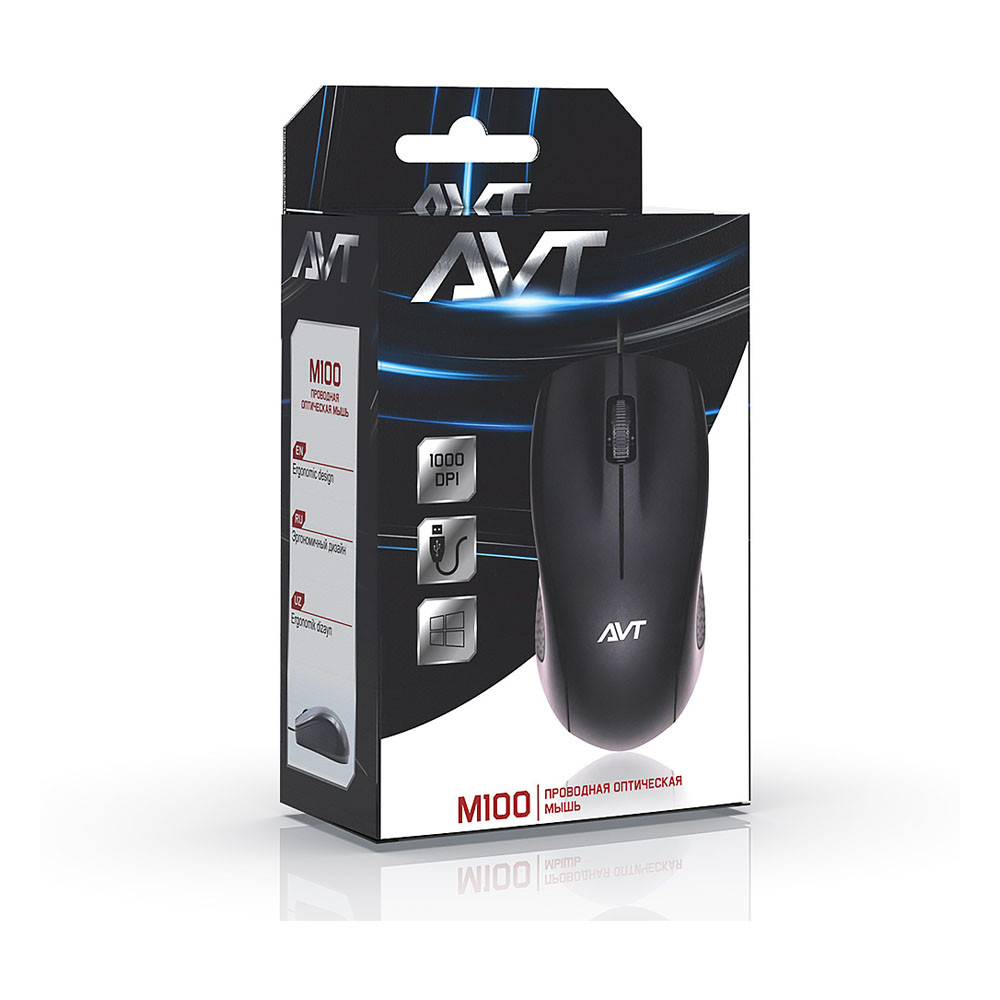 AVT
AVT
AVT
M100
ПРОВОДНАЯ
ОПТИЧЕСКАЯ МЫШЬ
EN
Ergonomic design
RU
Эргономичный дизайн
UZ
Ergonomik dizayn
1000
DPI
AVT
M100
ПРОВОДНАЯ ОПТИЧЕСКАЯ
МЫШЬ